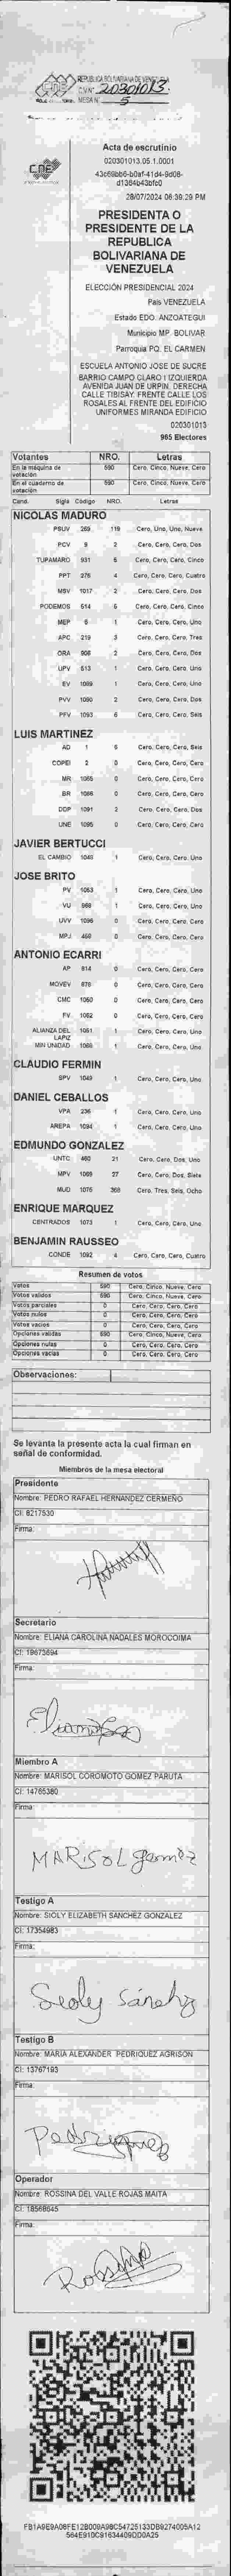 REPUBLICA BOLIVARIANA DE VENEZUELA
C.V.N° 20301013.
MESA N° 5
CNE
Acta de escrutinio
020301013.05.1.0001
28/07/2024 06:39:29 PM
PRESIDENTA O
PRESIDENTE DE LA
REPUBLICA
BOLIVARIANA DE
VENEZUELA
ELECCIÓN PRESIDENCIAL 2024
País VENEZUELA
Estado EDO. ANZOATEGUI
Municipio MP. BOLIVAR
Parroquia PQ. EL CARMEN
ESCUELA ANTONIO JOSE DE SUCRE
BARRIO CAMPO CLARO I IZQUIERDA
AVENIDA JUAN DE URPIN. DERECHA
CALLE TIBISAY. FRENTE CALLE LOS
ROSALES AL FRENTE DEL EDIFICIO
UNIFORMES MIRANDA EDIFICIO
020301013
965 Electores
Votantes NRO. Letras
En la máquina de votación 590 Cero, Cinco, Nueve, Cero
En el cuaderno de votación 590 Cero, Cinco, Nueve, Cero
Cand. Sigla Código NRO. Letras
NICOLAS MADURO
PSUV 269 119 Cero, Uno, Uno, Nueve
PCV 9 2 Cero, Cero, Cero, Dos
TUPAMARO 931 5 Cero, Cero, Cero, Cinco
PPT 276 4 Cero, Cero, Cero, Cuatro
MSV 1017 2 Cero, Cero, Cero, Dos
PODEMOS 514 5 Cero, Cero, Cero, Cinco
MEP 6 1 Cero, Cero, Cero, Uno
APC 219 3 Cero, Cero, Cero, Tres
ORA 906 2 Cero, Cero, Cero, Dos
UPV 513 1 Cero, Cero, Cero, Uno
EV 1089 1 Cero, Cero, Cero, Uno
PVV 1090 2 Cero, Cero, Cero, Dos
PFV 1093 6 Cero, Cero, Cero, Seis
LUIS MARTINEZ
AD 1 6 Cero, Cero, Cero, Seis
COPEI 2 0 Cero, Cero, Cero, Cero
MR 1065 0 Cero, Cero, Cero, Cero
BR 1088 0 Cero, Cero, Cero, Cero
DDP 1091 2 Cero, Cero, Cero, Dos
UNE 1095 0 Cero, Cero, Cero, Cero
JAVIER BERTUCCI
EL CAMBIO 1048 1 Cero, Cero, Cero, Uno
JOSE BRITO
PV 1053 1 Cero, Cero, Cero, Uno
VU 968 1 Cero, Cero, Cero, Uno
UVV 1096 0 Cero, Cero, Cero, Cero
MPJ 450 0 Cero, Cero, Cero, Cero
ANTONIO ECARRI
AP 814 0 Cero, Cero, Cero, Cero
MOVEV 876 0 Cero, Cero, Cero, Cero
CMC 1050 0 Cero, Cero, Cero, Cero
FV 1082 0 Cero, Cero, Cero, Cero
ALIANZA DEL LAPIZ 1051 1 Cero, Cero, Cero, Uno
MIN UNIDAD 1066 1 Cero, Cero, Cero, Uno
CLAUDIO FERMIN
SPV 1049 1 Cero, Cero, Cero, Uno
DANIEL CEBALLOS
VPA 236 1 Cero, Cero, Cero, Uno
AREPA 1094 1 Cero, Cero, Cero, Uno
EDMUNDO GONZALEZ
UNTC 460 21 Cero, Cero, Dos, Uno
MPV 1069 27 Cero, Cero, Dos, Siete
MUD 1076 368 Cero, Tres, Seis, Ocho
ENRIQUE MARQUEZ
CENTRADOS 1073 1 Cero, Cero, Cero, Uno
BENJAMIN RAUSSEO
CONDE 1092 4 Cero, Cero, Cero, Cuatro
Resumen de votos
Votos 590 Cero, Cinco, Nueve, Cero
Votos validos 590 Cero, Cinco, Nueve, Cero
Votos parciales 0 Cero, Cero, Cero, Cero
Votos nulos 0 Cero, Cero, Cero, Cero
Votos vacios 0 Cero, Cero, Cero, Cero
Opciones validas 590 Cero, Cinco, Nueve, Cero
Opciones nulas 0 Cero, Cero, Cero, Cero
Opciones vacias 0 Cero, Cero, Cero, Cero
Observaciones:
Se levanta la presente acta la cual firman en
señal de conformidad.
Miembros de la mesa electoral
Presidente
Nombre: PEDRO RAFAEL HERNANDEZ CERMEÑO
CI: 8217530
Firma:
Secretario
Nombre: ELIANA CAROLINA NADALES MOROCOIMA
CI: 19673694
Firma:
Miembro A
Nombre: MARISOL COROMOTO GOMEZ PARUTA
CI: 14765380
Firma:
MARISOL Gomez
Testigo A
Nombre: SIOLY ELIZABETH SANCHEZ GONZALEZ
CI: 17354983
Firma:
Sioly Sánchez
Testigo B
Nombre: MARIA ALEXANDER PEDRIQUEZ AGRISON
CI: 13767193
Firma:
Pedriquez
Operador
Nombre: ROSSINA DEL VALLE ROJAS MAITA
CI: 18568645
Firma:
Rossina